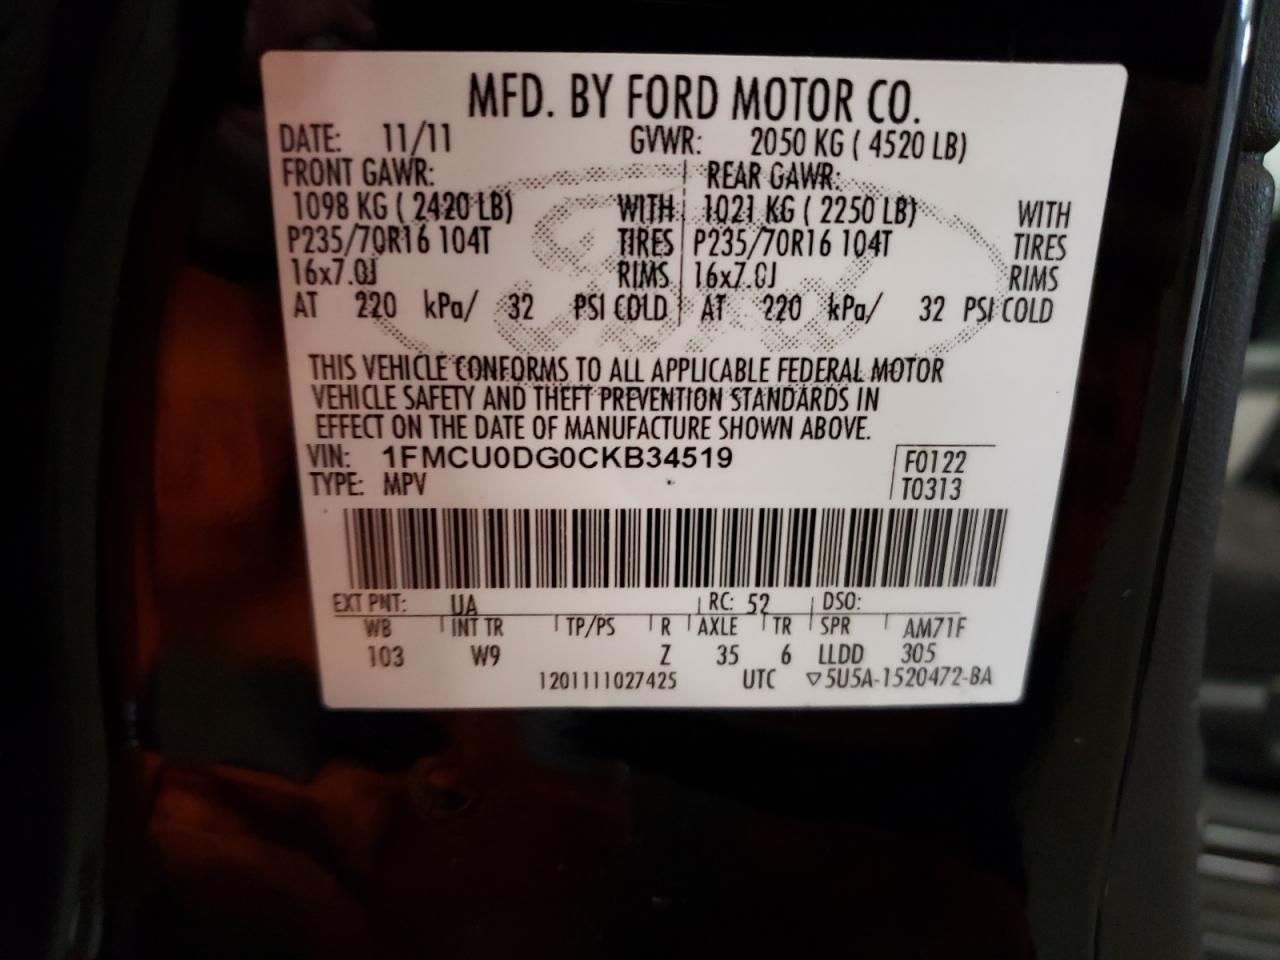 MFD. BY FORD MOTOR CO.
DATE: 11/11 GVWR: 2050 KG ( 4520 LB)
FRONT GAWR: REAR GAWR:
1098 KG ( 2420 LB) WITH 1021 KG ( 2250 LB) WITH
P235/70R16 104T TIRES P235/70R16 104T TIRES
16x7.0J RIMS 16x7.0J RIMS
AT 220 kPa/ 32 PSI COLD AT 220 kPa/ 32 PSI COLD
THIS VEHICLE CONFORMS TO ALL APPLICABLE FEDERAL MOTOR
VEHICLE SAFETY AND THEFT PREVENTION STANDARDS IN
EFFECT ON THE DATE OF MANUFACTURE SHOWN ABOVE.
VIN: 1FMCU0DG0CKB34519 F0122
TYPE: MPV T0313
EXT PNT: UA RC: 52 DSO:
WB INT TR TP/PS R AXLE TR SPR AM71F
103 W9 Z 35 6 LLDD 305
1201111027425 UTC ▽5U5A-1520472-BA